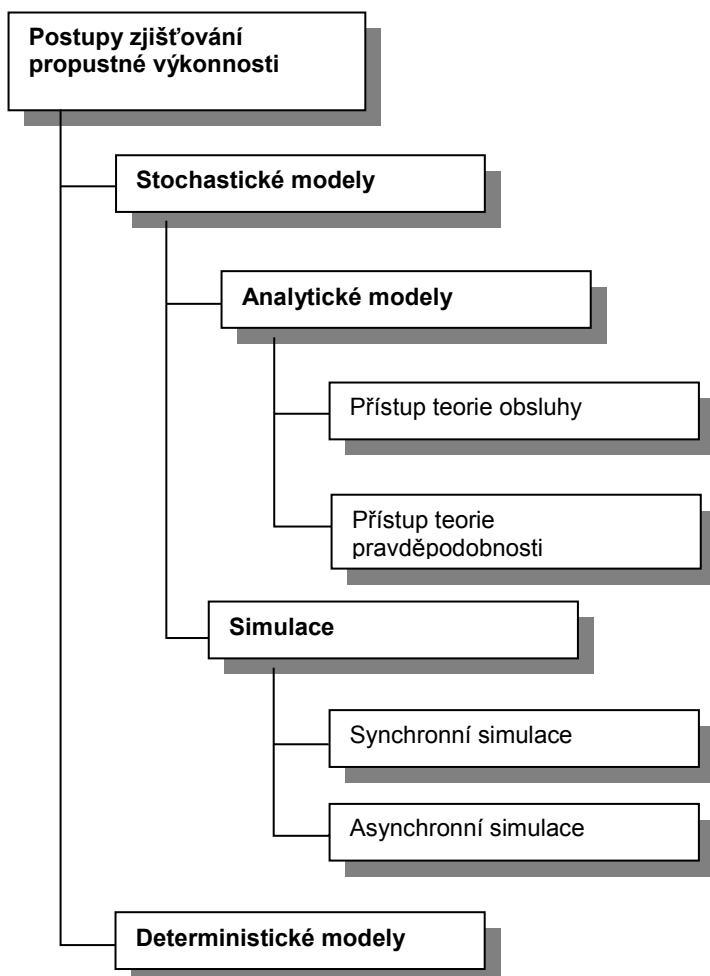 Postupy zjišťování
propustné výkonnosti
Stochastické modely
Analytické modely
Přístup teorie obsluhy
Přístup teorie
pravděpodobnosti
Simulace
Synchronní simulace
Asynchronní simulace
Deterministické modely